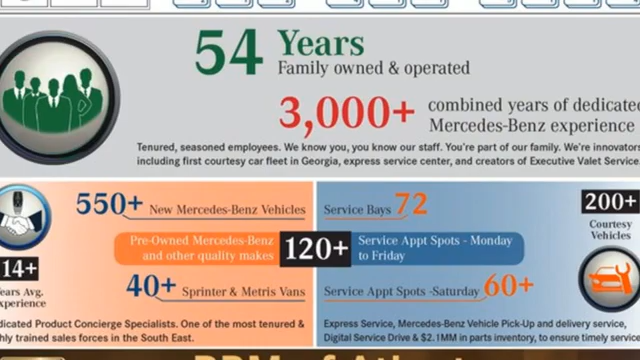 54 Years
Family owned & operated
3,000+ combined years of dedicated
Mercedes-Benz experience
Tenured, seasoned employees. We know you, you know our staff. You're part of our family. We're innovators
including first courtesy car fleet in Georgia, express service center, and creators of Executive Valet Service.
550+ New Mercedes-Benz Vehicles
Pre-Owned Mercedes-Benz
and other quality makes
120+
40+ Sprinter & Metris Vans
14+
Years Avg.
Experience
Service Bays 72
Service Appt Spots - Monday
to Friday
Service Appt Spots -Saturday 60+
200+
Courtesy
Vehicles
dicated Product Concierge Specialists. One of the most tenured &
hly trained sales forces in the South East.
Express Service, Mercedes-Benz Vehicle Pick-Up and delivery service,
Digital Service Drive & $2.1MM in parts inventory, to ensure timely service